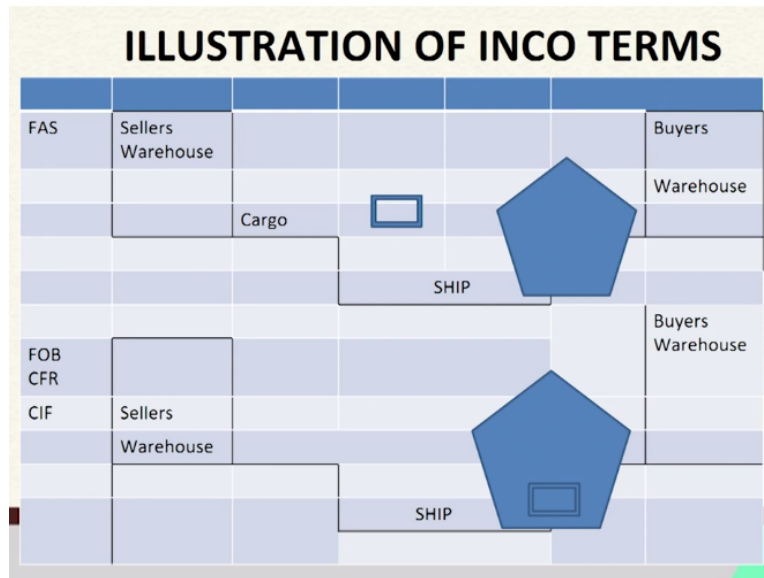 ILLUSTRATION OF INCO TERMS
FAS
Sellers
Warehouse
Buyers
Warehouse
Cargo
SHIP
Buyers
Warehouse
FOB
CFR
CIF
Sellers
Warehouse
SHIP